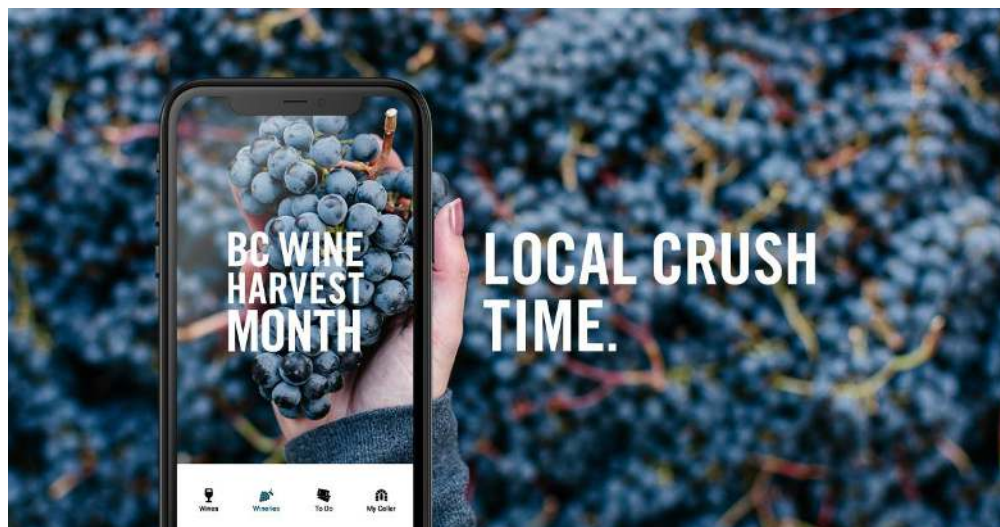 BC WINE
HARVEST
MONTH
LOCAL CRUSH
TIME.
Wines
Wineries
To Do
My Cellar